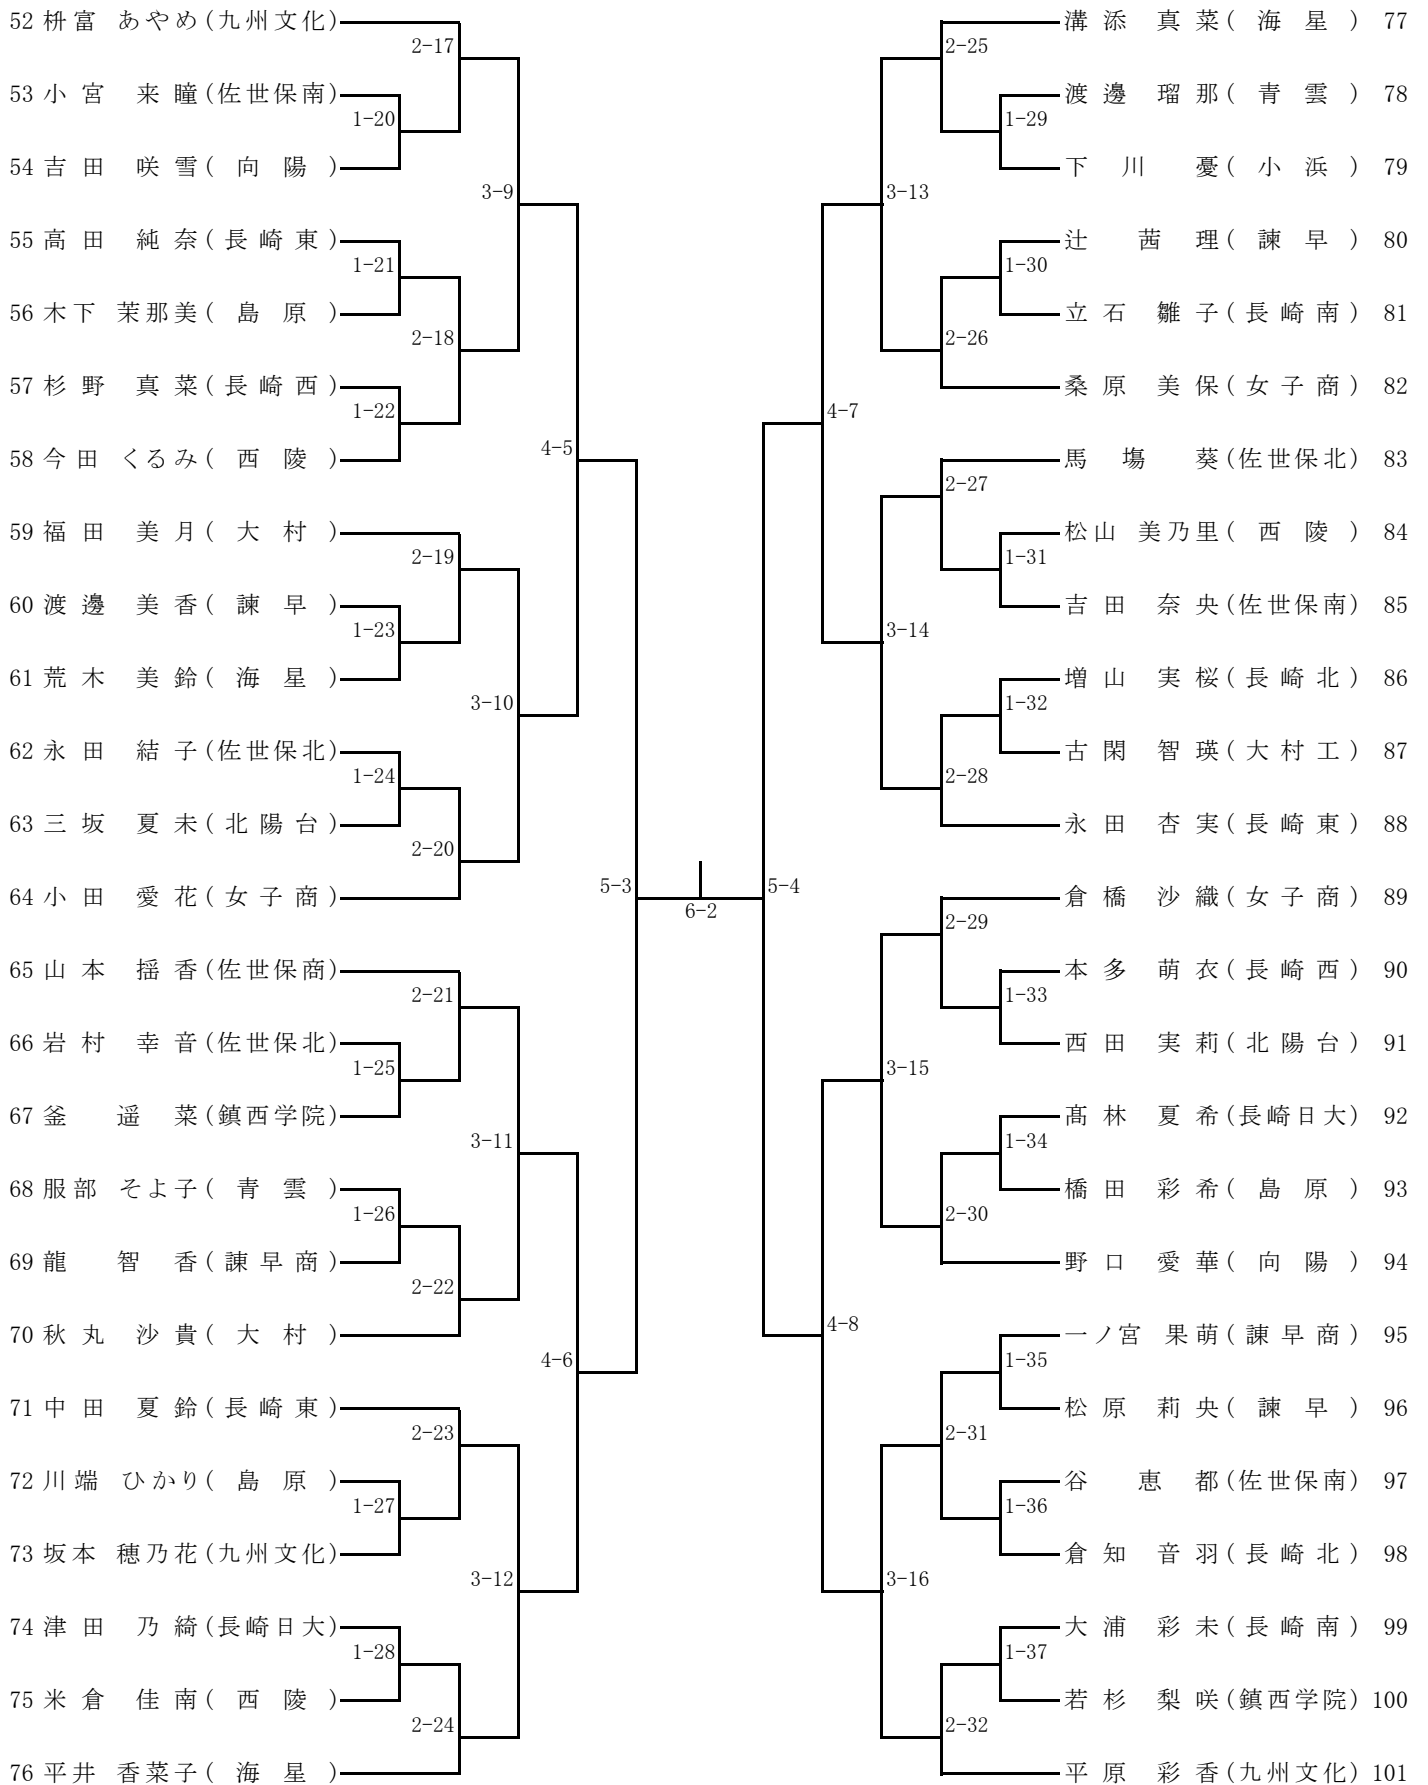 52 枡富 あやめ(九州文化)
2-17
53 小宮 来瞳(佐世保南)
1-20
54 吉田 咲雪(向陽)
3-9
55 高田 純奈(長崎東)
1-21
56 木下 茉那美(島原)
2-18
57 杉野 真菜(長崎西)
1-22
58 今田 くるみ(西陵)
4-5
59 福田 美月(大村)
2-19
60 渡邊 美香(諫早)
1-23
61 荒木 美鈴(海星)
3-10
62 永田 結子(佐世保北)
1-24
63 三坂 夏未(北陽台)
2-20
64 小田 愛花(女子商)
5-3
65 山本 揺香(佐世保商)
2-21
66 岩村 幸音(佐世保北)
1-25
67 釜 遥菜(鎮西学院)
3-11
68 服部 そよ子(青雲)
1-26
69 龍 智香(諫早商)
2-22
70 秋丸 沙貴(大村)
4-6
71 中田 夏鈴(長崎東)
2-23
72 川端 ひかり(島原)
1-27
73 坂本 穂乃花(九州文化)
3-12
74 津田 乃綺(長崎日大)
1-28
75 米倉 佳南(西陵)
2-24
76 平井 香菜子(海星)
6-2
溝添 真菜(海星) 77
2-25
渡邊 瑠那(青雲) 78
1-29
下川 憂(小浜) 79
3-13
辻 茜理(諫早) 80
1-30
立石 雛子(長崎南) 81
2-26
桑原 美保(女子商) 82
4-7
馬塲 葵(佐世保北) 83
2-27
松山 美乃里(西陵) 84
1-31
吉田 奈央(佐世保南) 85
3-14
増山 実桜(長崎北) 86
1-32
古閑 智瑛(大村工) 87
2-28
永田 杏実(長崎東) 88
5-4
倉橋 沙織(女子商) 89
2-29
本多 萌衣(長崎西) 90
1-33
西田 実莉(北陽台) 91
3-15
髙林 夏希(長崎日大) 92
1-34
橋田 彩希(島原) 93
2-30
野口 愛華(向陽) 94
4-8
一ノ宮 果萌(諫早商) 95
1-35
松原 莉央(諫早) 96
2-31
谷 恵都(佐世保南) 97
1-36
倉知 音羽(長崎北) 98
3-16
大浦 彩未(長崎南) 99
1-37
若杉 梨咲(鎮西学院) 100
2-32
平原 彩香(九州文化) 101